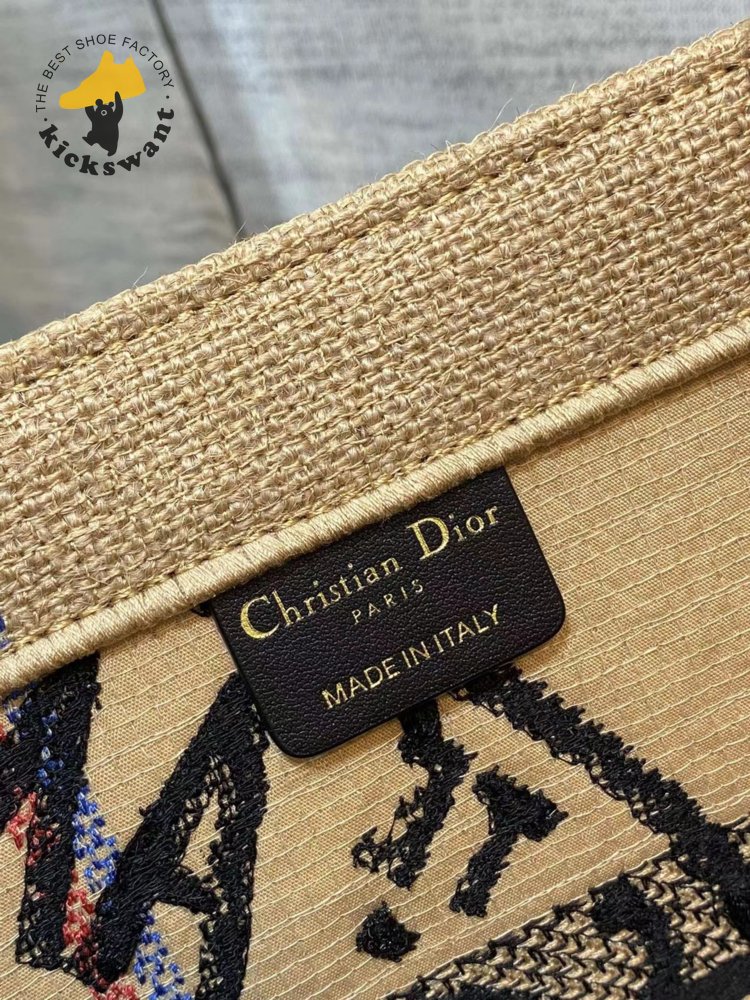 THE BEST SHOE FACTORY
kickswant
Christian Dior
PARIS
MADE IN ITALY